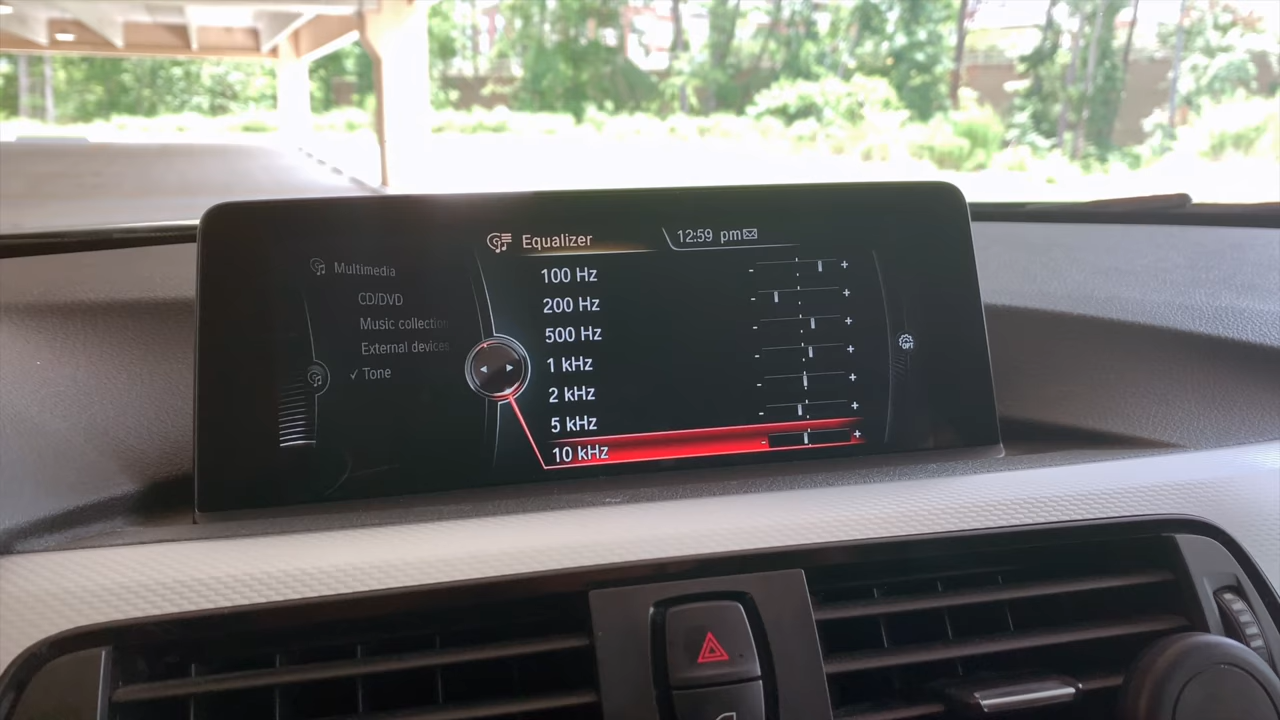 Equalizer
12:59 pm
Multimedia
CD/DVD
Music collection
External devices
✓ Tone
100 Hz - +
200 Hz - +
500 Hz - +
1 kHz - +
2 kHz - +
5 kHz - +
10 kHz - +
OPT